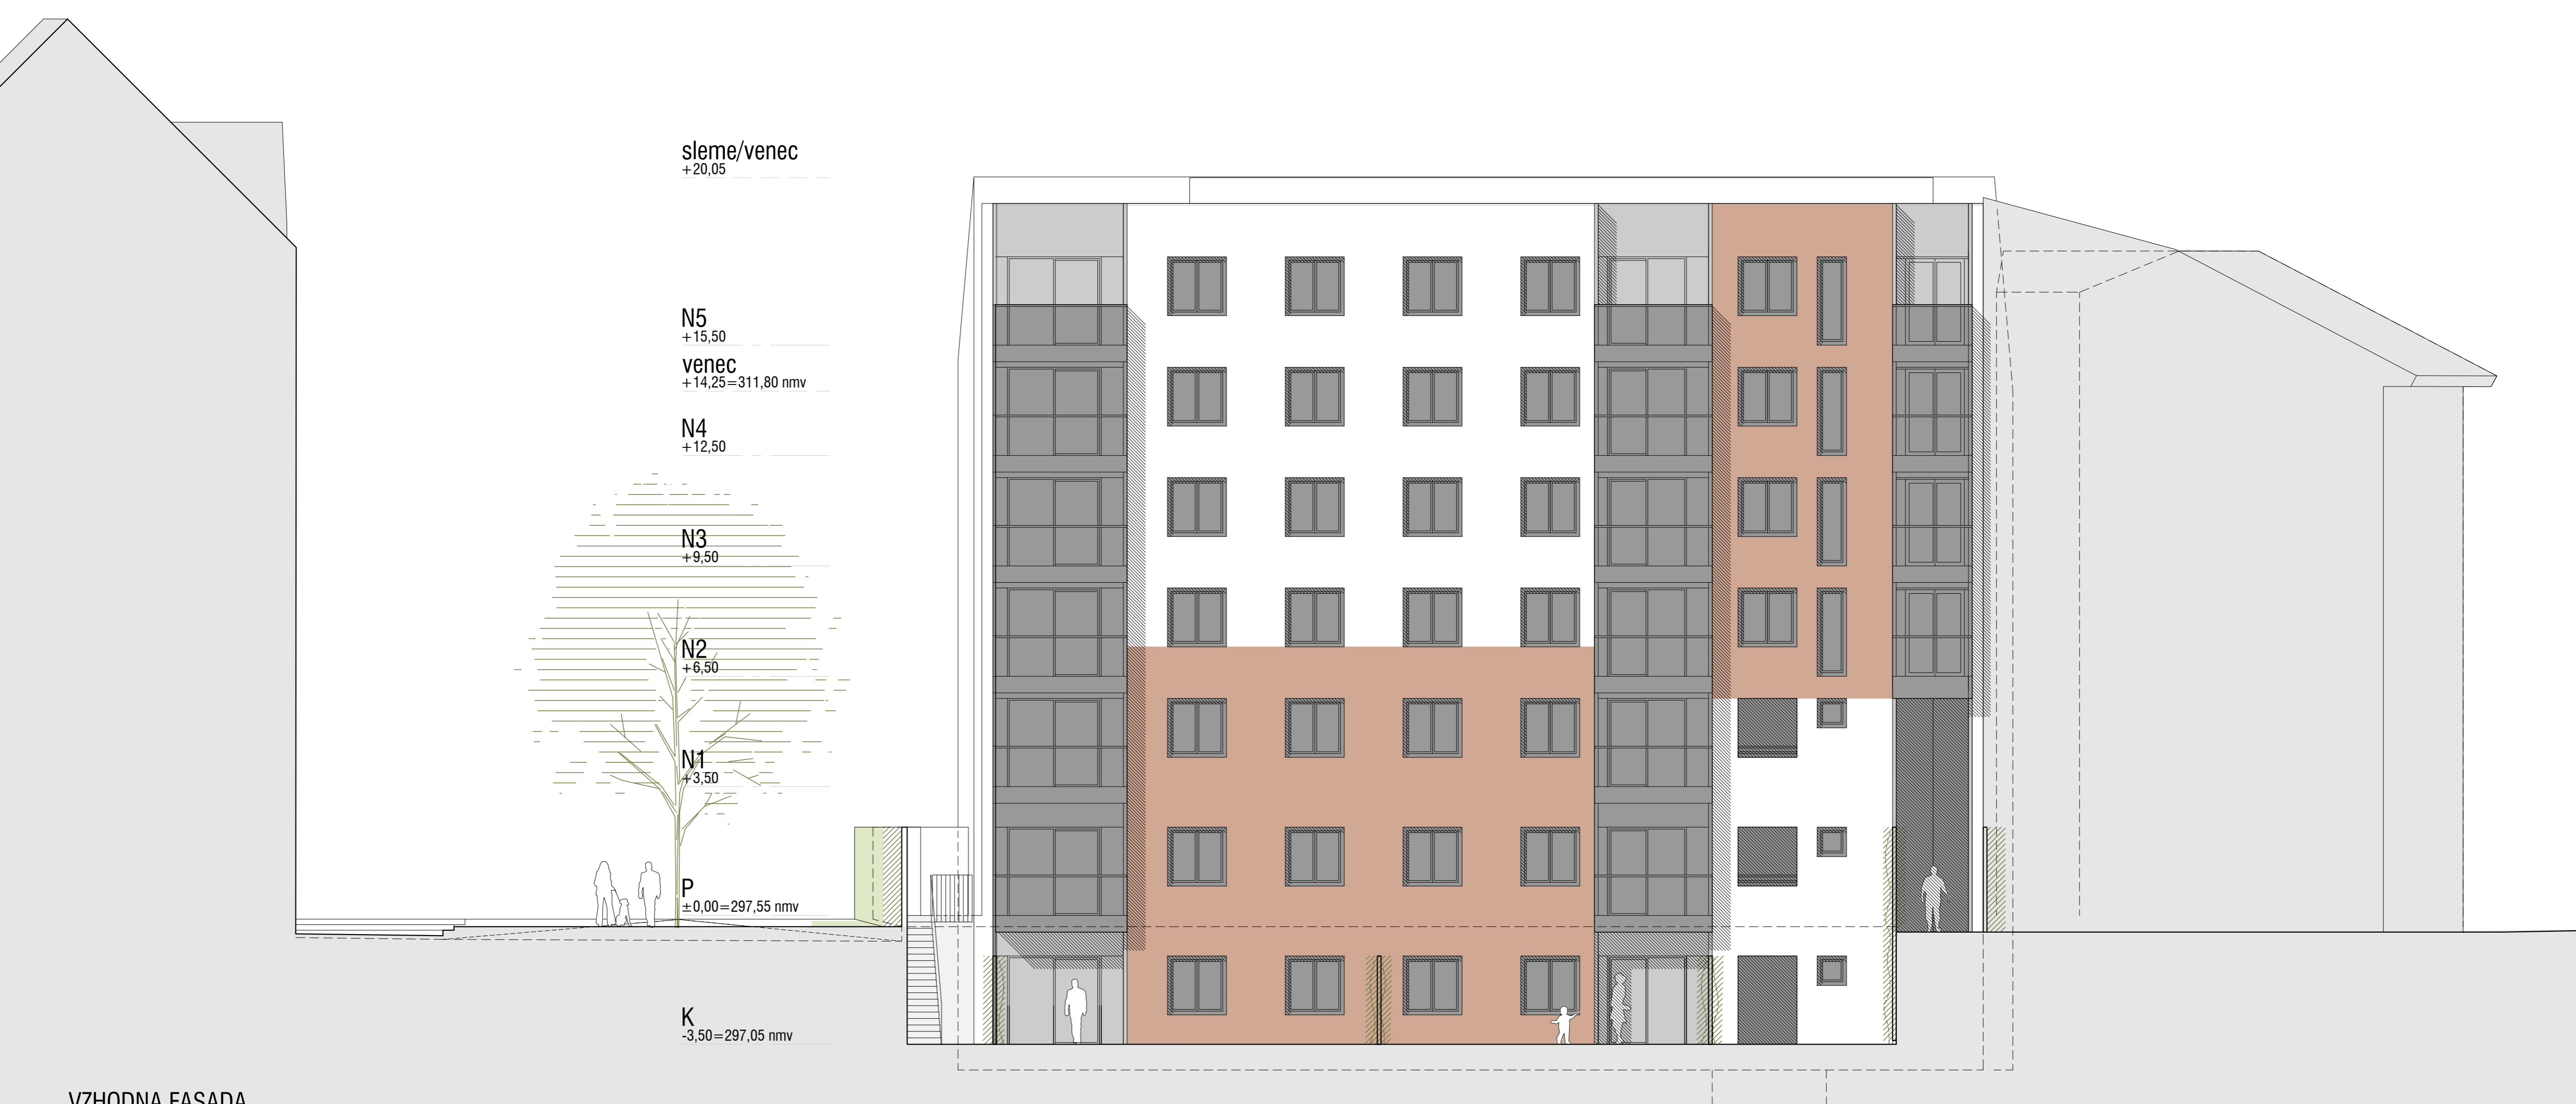 sleme/venec
+20,05
N5
+15,50
venec
+14,25=311,80 nmv
N4
+12,50
N3
+9,50
N2
+6,50
N1
+3,50
P
±0,00=297,55 nmv
K
-3,50=297,05 nmv
VZHODNA FASADA